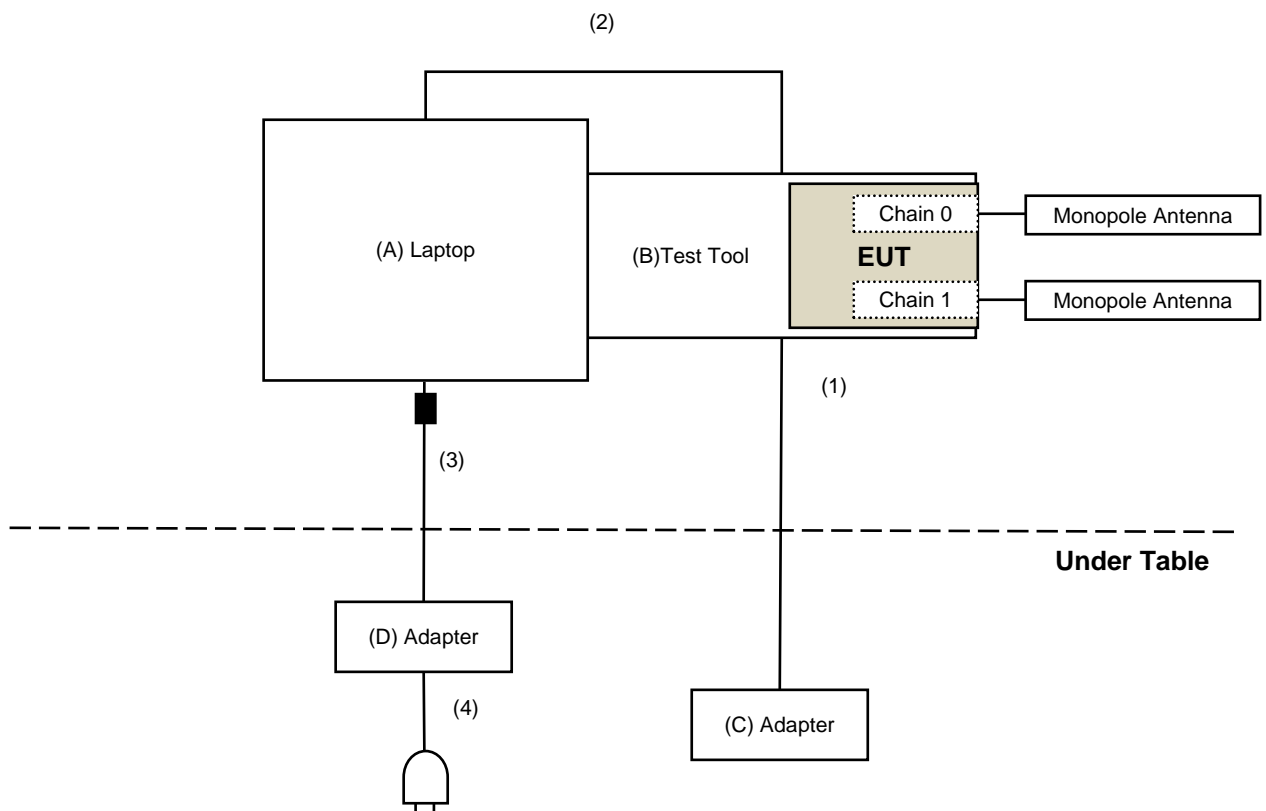 (2)
(A) Laptop
(B)Test Tool
Chain 0
EUT
Chain 1
Monopole Antenna
Monopole Antenna
(1)
(3)
Under Table
(D) Adapter
(4)
(C) Adapter